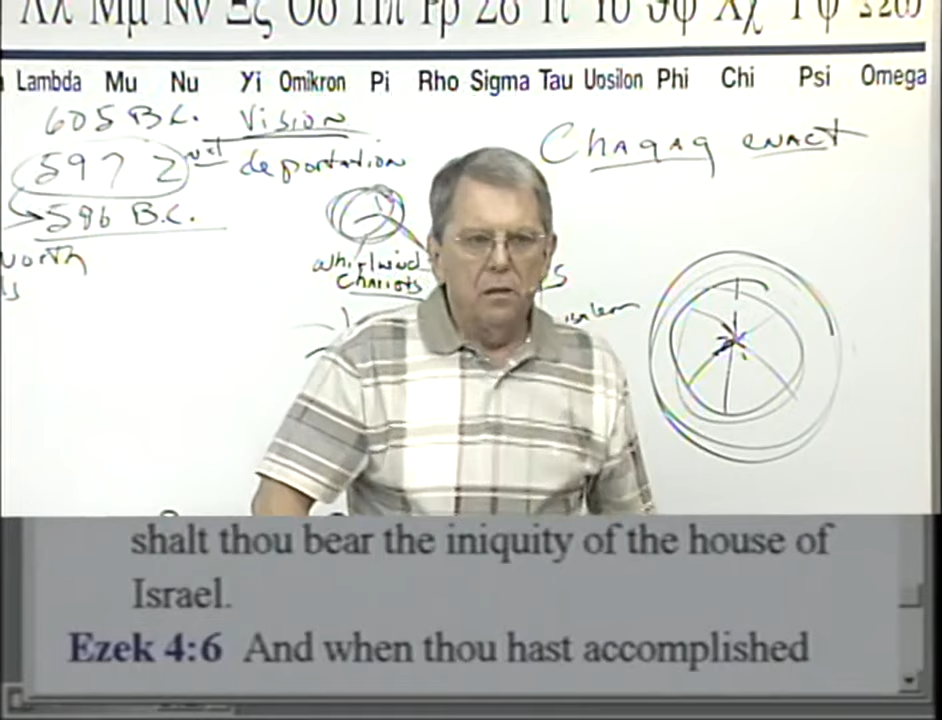 Λλ Μμ Νν Ξξ Οο Ππ Ρρ Σσ Ττ Υυ Φφ Χχ Ψψ Ωω
Lambda Mu Nu Yi Omikron Pi Rho Sigma Tau Uosilon Phi Chi Psi Omega
605 B.C. Vision
597 2nd deportation
586 B.C.
Chaqaq enact
whirlwind
Chariots
shalt thou bear the iniquity of the house of
Israel.
Ezek 4:6 And when thou hast accomplished